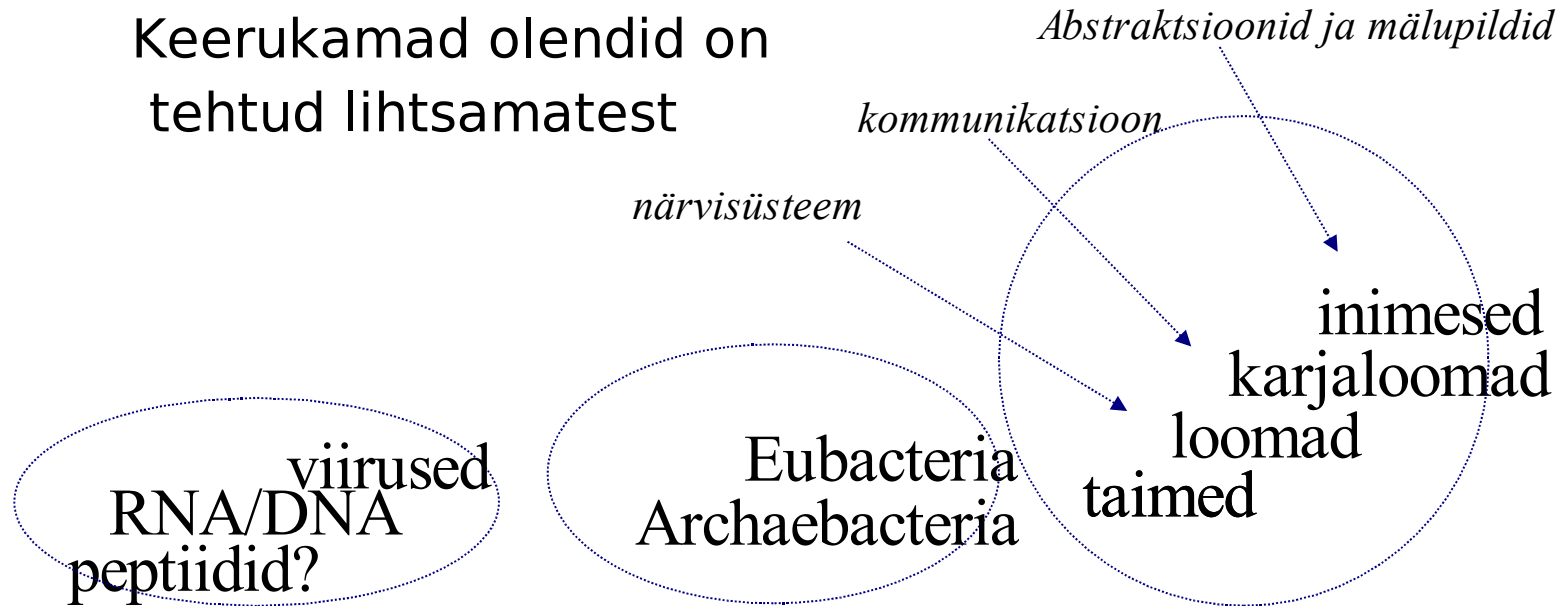 Keerukamad olendid on
tehtud lihtsamatest
Abstraktsioonid ja mälupildid
kommunikatsioon
närvisüsteem
viirused
RNA/DNA
peptiidid?
Eubacteria
Archaebacteria
inimesed
karjaloomad
loomad
taimed